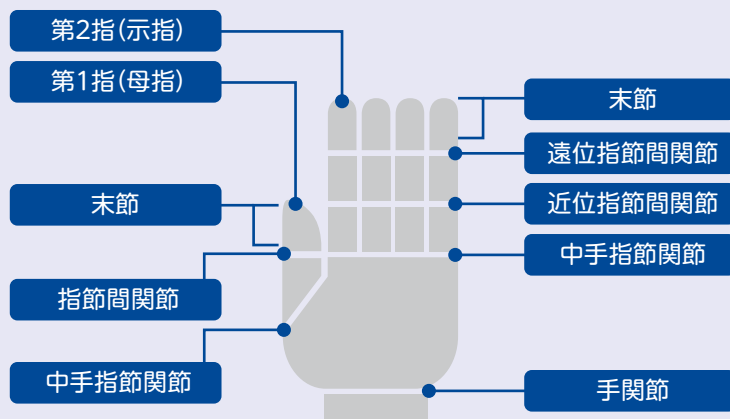 第2指(示指)
第1指(母指)
末節
指節間関節
中手指節関節
末節
遠位指節間関節
近位指節間関節
中手指節関節
手関節